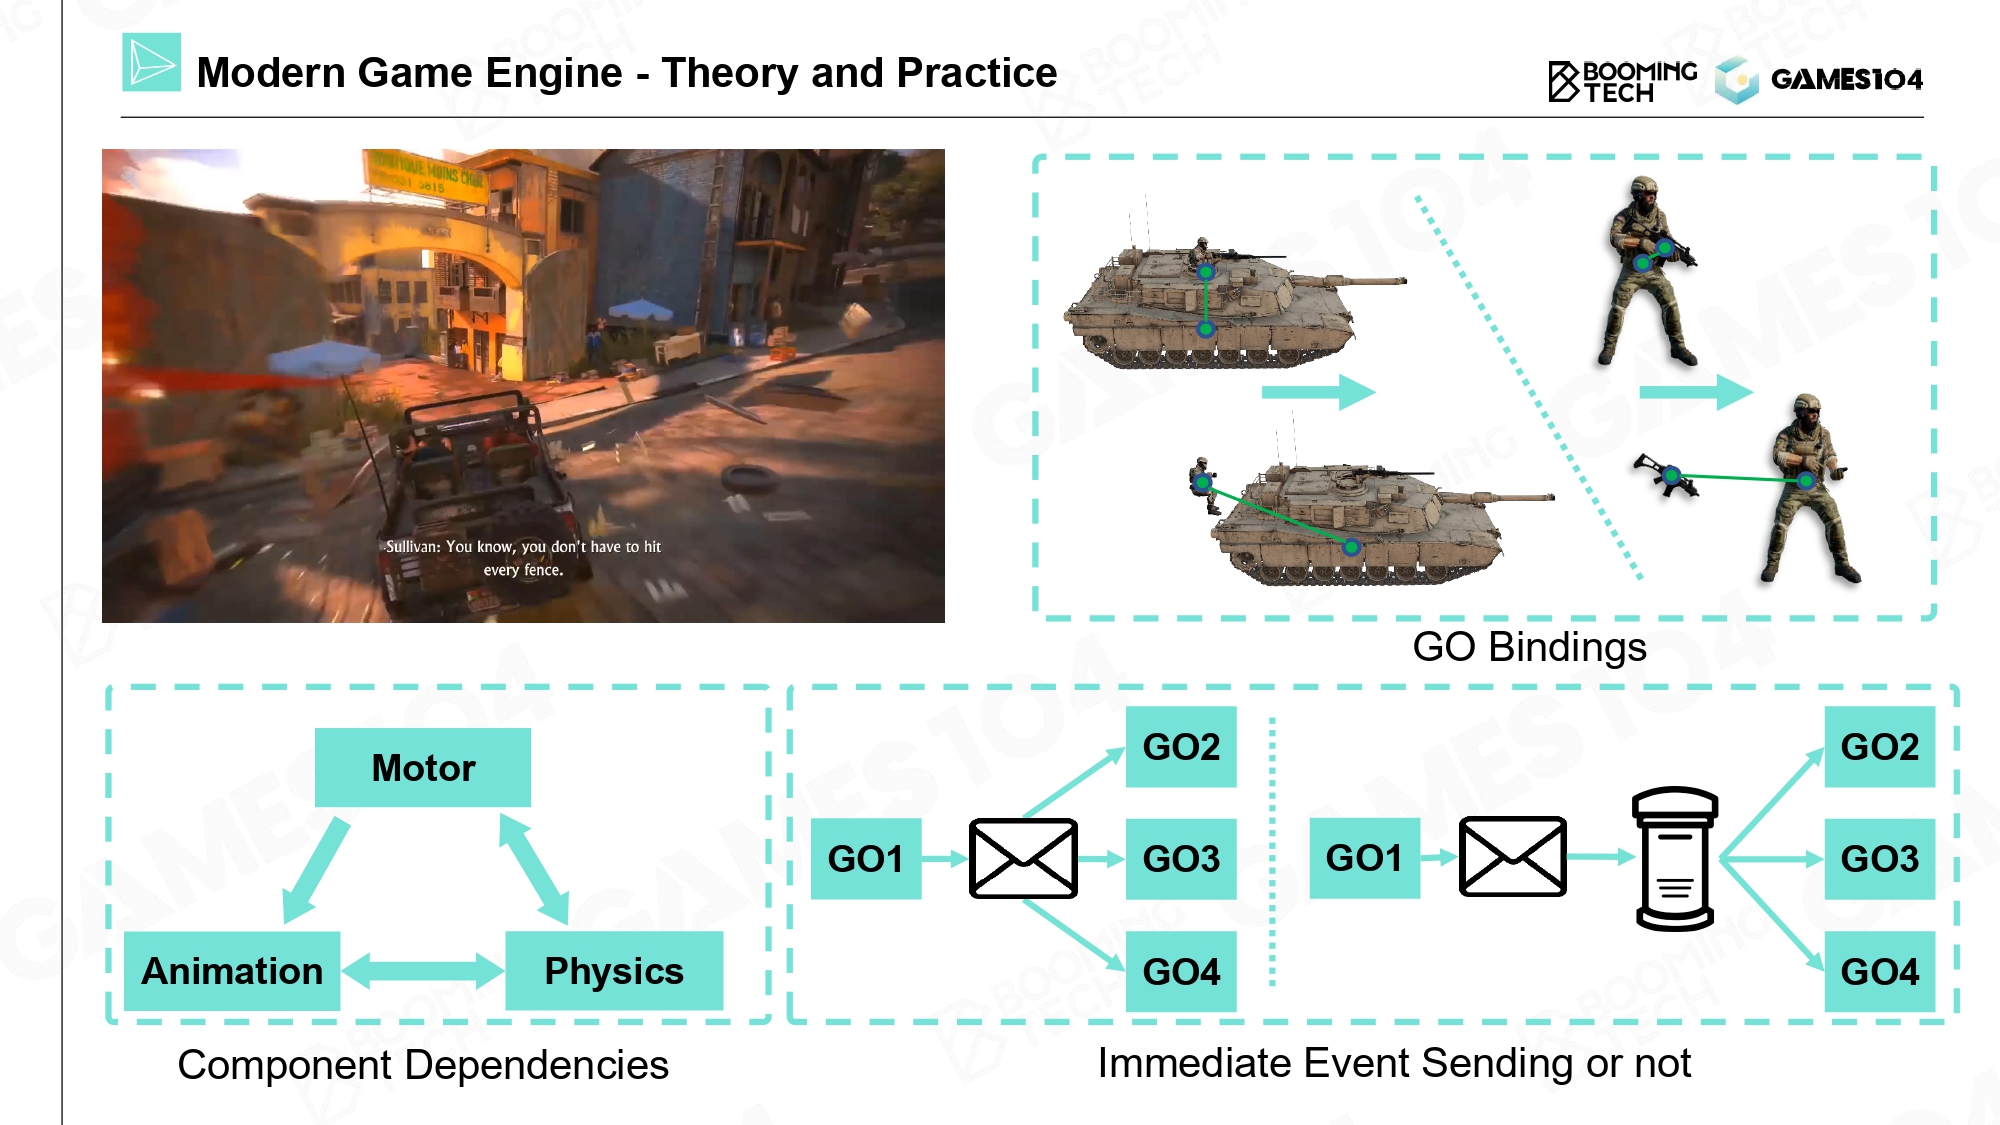 Modern Game Engine - Theory and Practice
BOOMING
TECH
GAMES104
BOUTIQUE MOINS CHER
Sullivan: You know, you don't have to hit
every fence.
GO Bindings
Motor
Animation
Physics
Component Dependencies
GO1
GO2
GO3
GO4
GO1
GO2
GO3
GO4
Immediate Event Sending or not